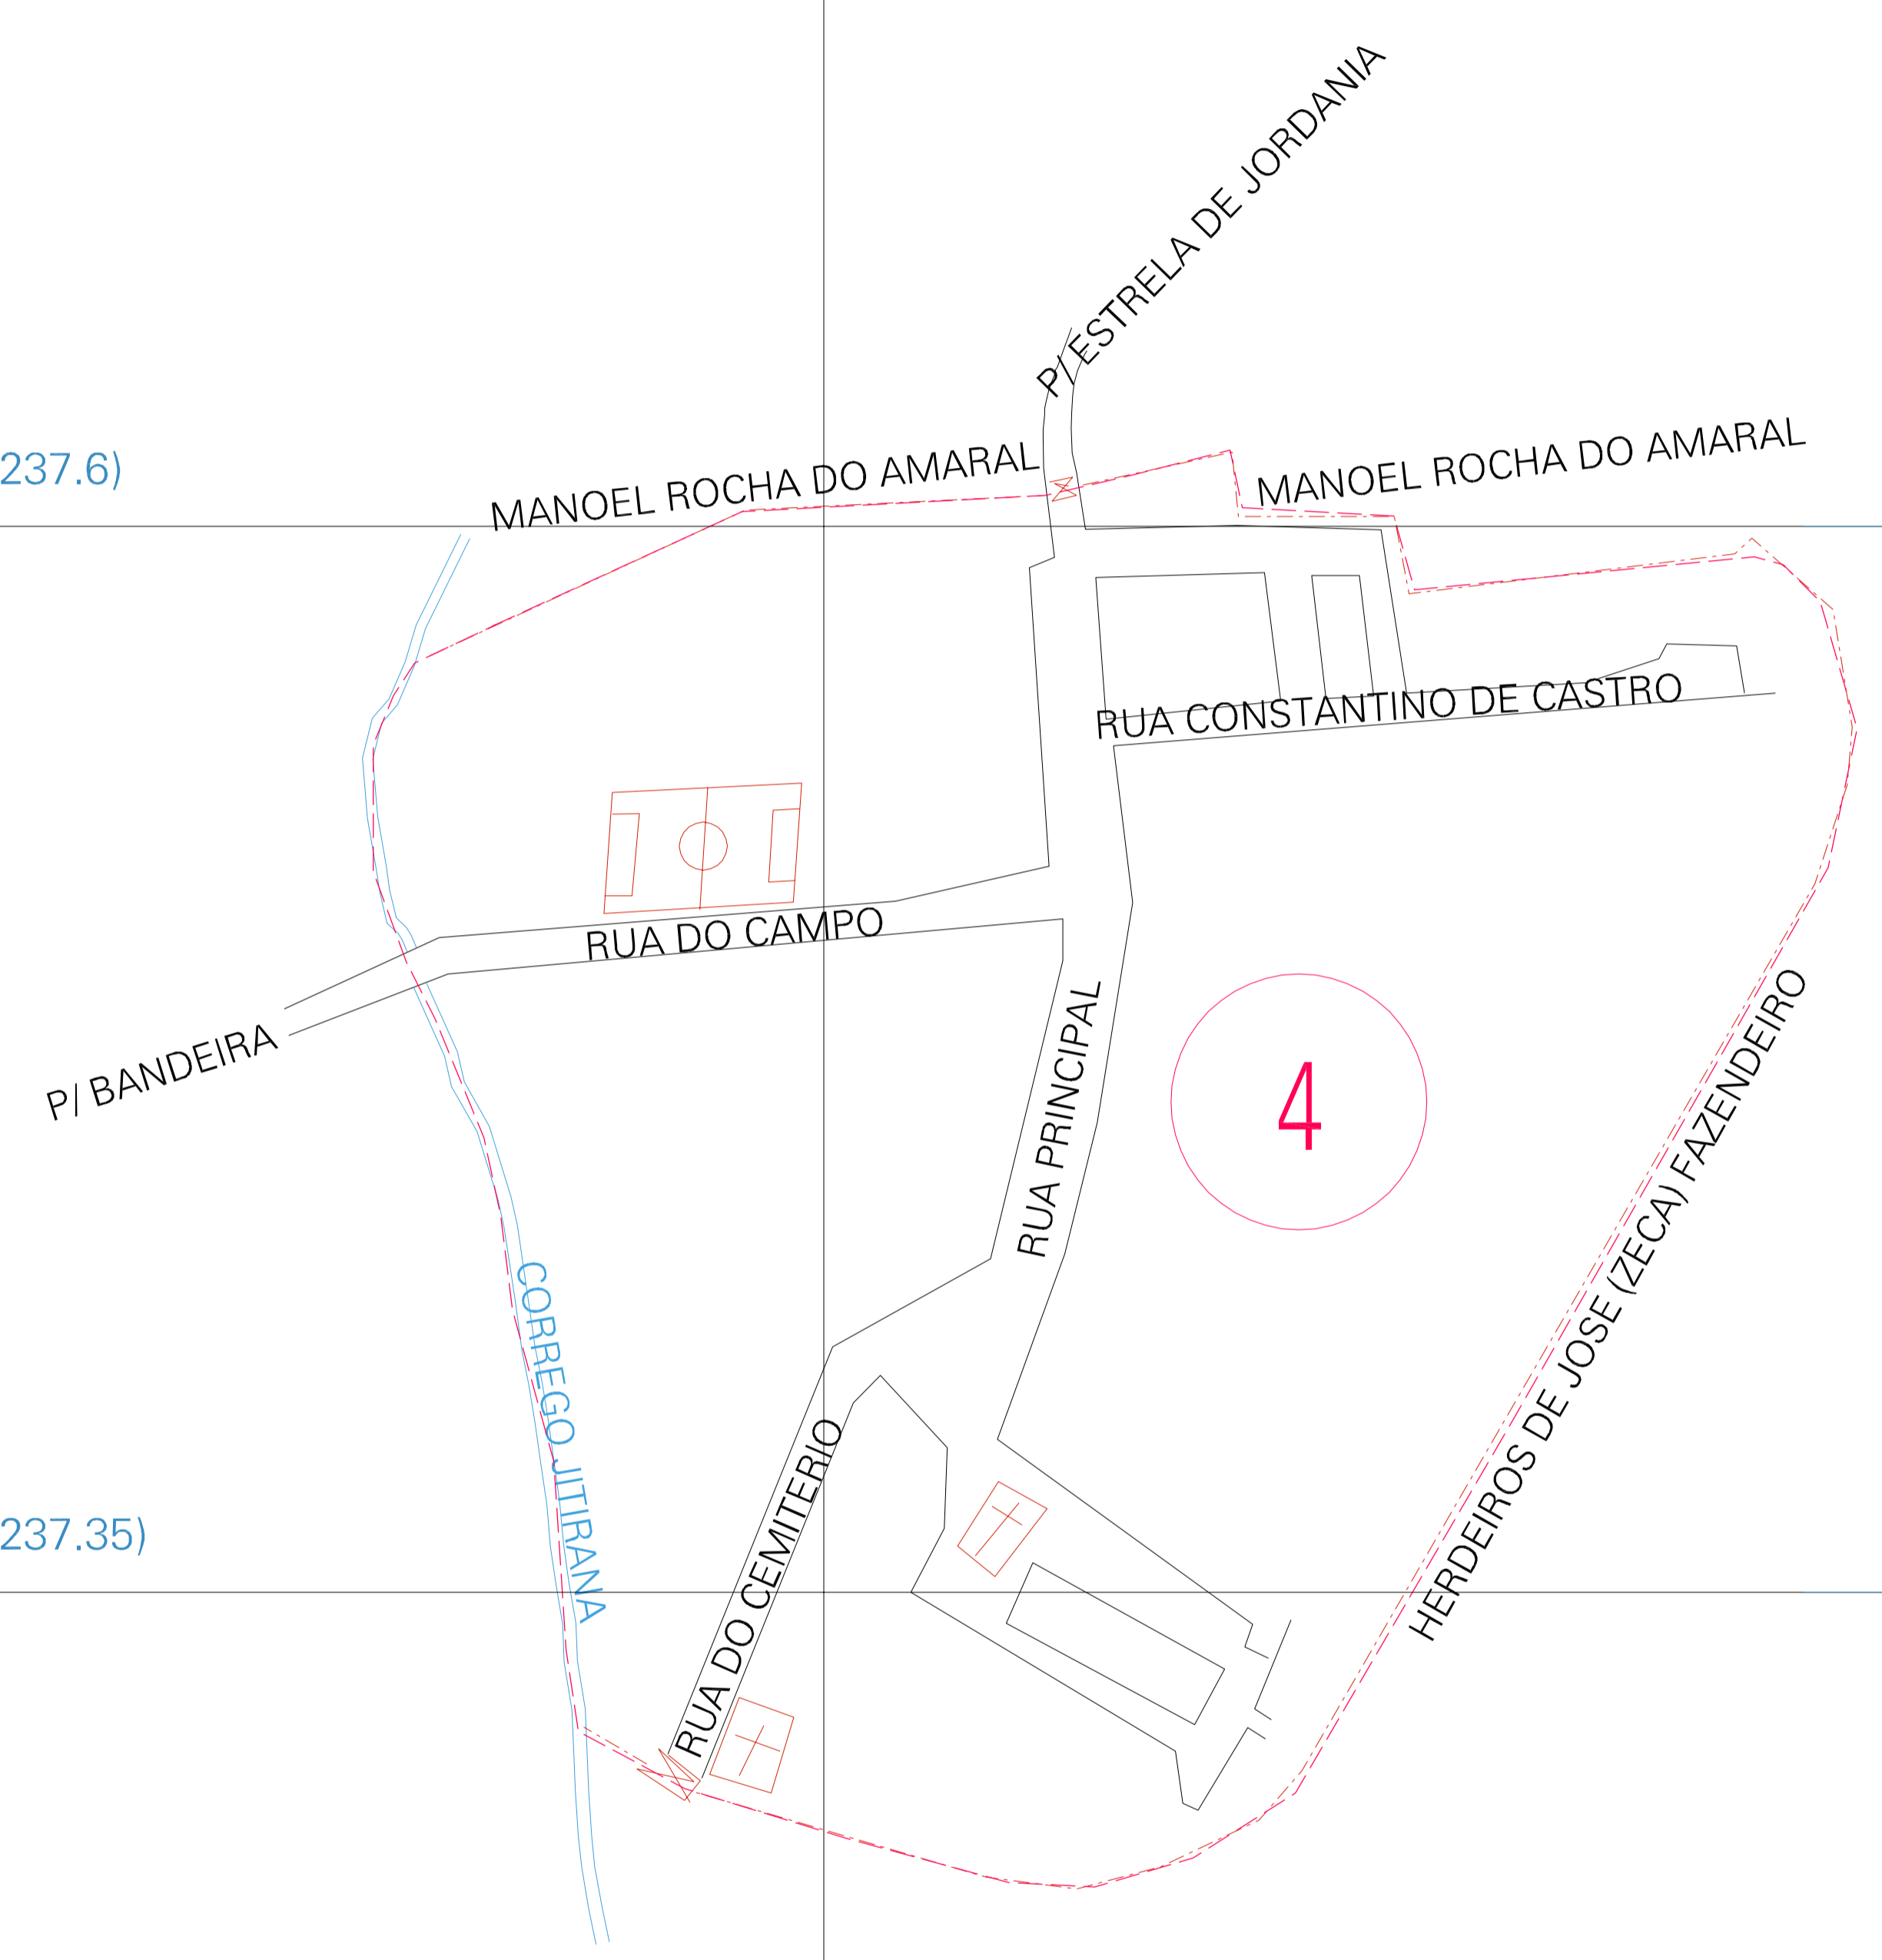 P/ ESTRELA DE JORDANIA
237.6)
MANOEL ROCHA DO AMARAL
MANOEL ROCHA DO AMARAL
RUA CONSTANTINO DE CASTRO
RUA DO CAMPO
P| BANDEIRA
RUA PRINCIPAL
4
HERDEIROS DE JOSE (ZECA) FAZENDEIRO
CORREGO JITIRANA
RUA DO CEMITERIO
237.35)